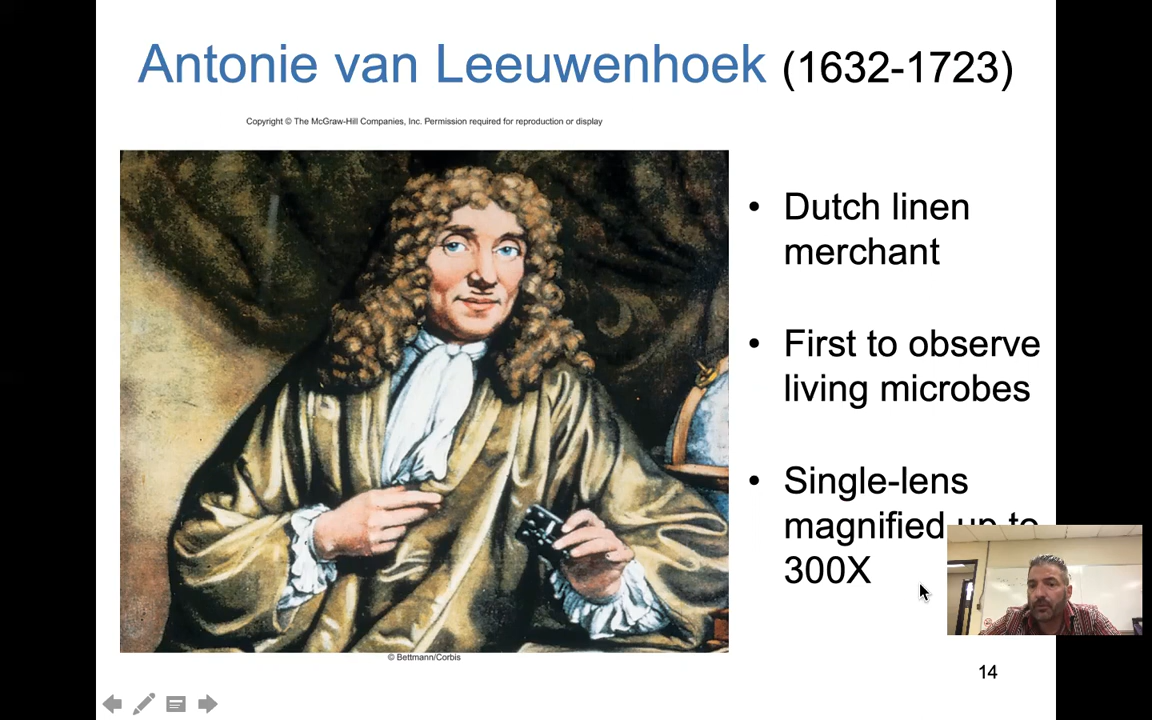 Antonie van Leeuwenhoek (1632-1723)
Copyright © The McGraw-Hill Companies, Inc. Permission required for reproduction or display
• Dutch linen
merchant
• First to observe
living microbes
• Single-lens
magnified up to
300X
© Bettmann/Corbis
14